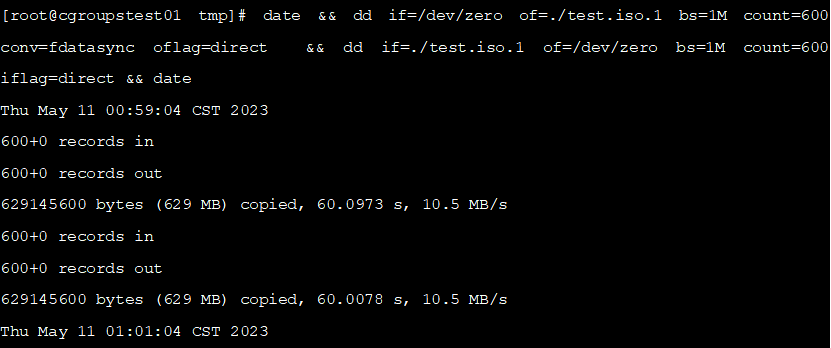 [root@cgroupstest01 tmp]# date && dd if=/dev/zero of=./test.iso.1 bs=1M count=600
conv=fdatasync oflag=direct && dd if=./test.iso.1 of=/dev/zero bs=1M count=600
iflag=direct && date
Thu May 11 00:59:04 CST 2023
600+0 records in
600+0 records out
629145600 bytes (629 MB) copied, 60.0973 s, 10.5 MB/s
600+0 records in
600+0 records out
629145600 bytes (629 MB) copied, 60.0078 s, 10.5 MB/s
Thu May 11 01:01:04 CST 2023